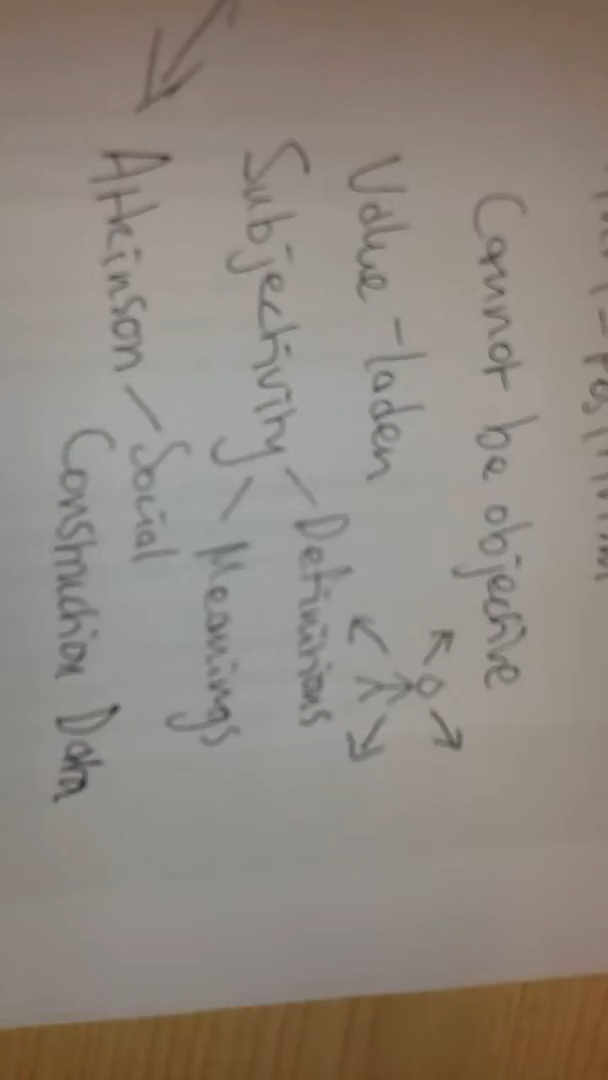 Cannot be objective
Value-laden
Subjectivity - Definitions
- Meanings
Atkinson - Social
Construction Data